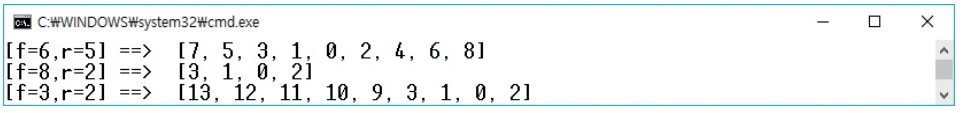 C:₩WINDOWS₩system32₩cmd.exe
[f=6,r=5] ==> [7, 5, 3, 1, 0, 2, 4, 6, 8]
[f=8,r=2] ==> [3, 1, 0, 2]
[f=3,r=2] ==> [13, 12, 11, 10, 9, 3, 1, 0, 2]